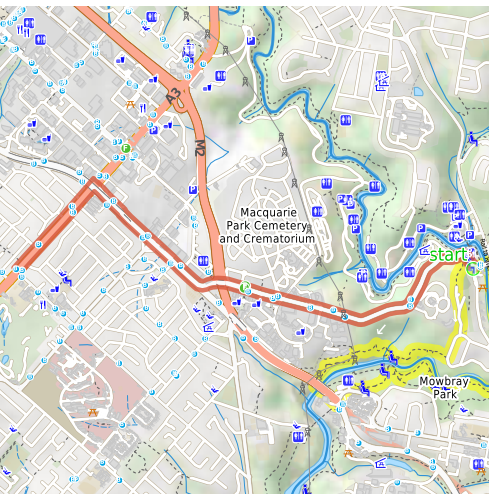 A3
M2
Macquarie
Park Cemetery
and Crematorium
start
Mowbray
Park